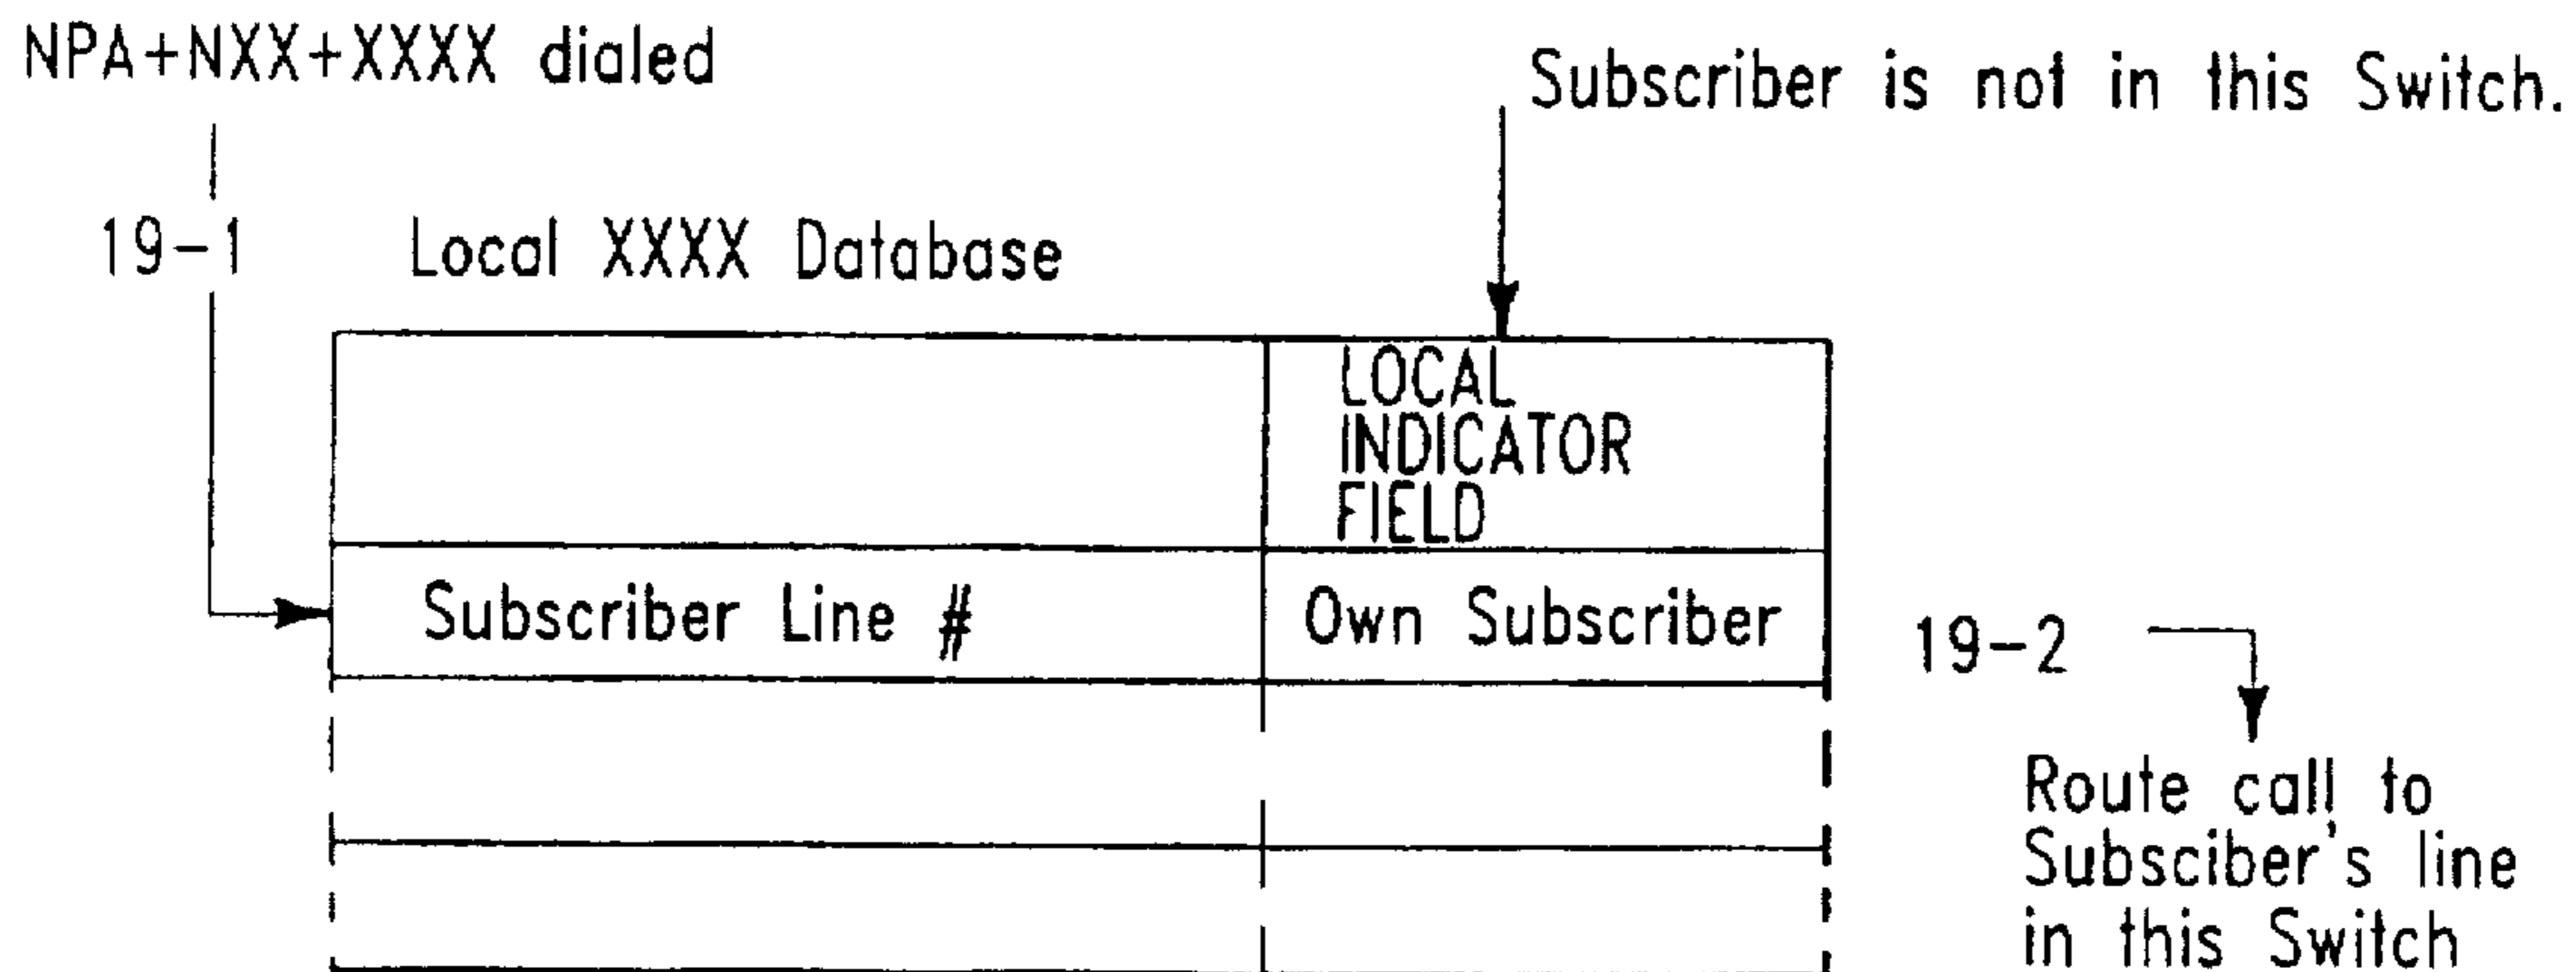 NPA+NXX+XXXX dialed
Subscriber is not in this Switch.
19-1
Local XXXX Database
LOCAL
INDICATOR
FIELD
Subscriber Line #
Own Subscriber
19-2
Route call to
Subsciber's line
in this Switch